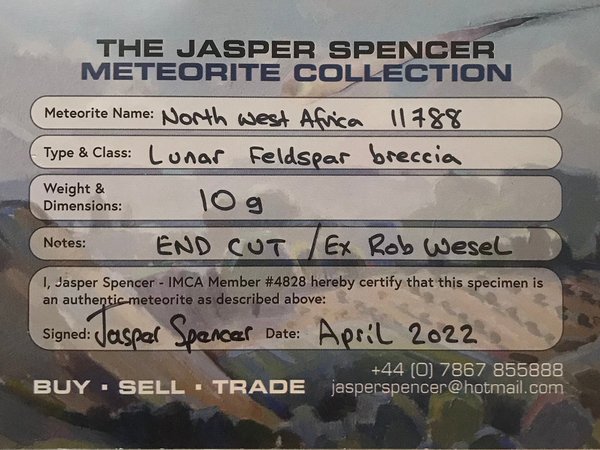 THE JASPER SPENCER
METEORITE COLLECTION
Meteorite Name: North West Africa 11788
Type & Class: Lunar Feldspar breccia
Weight &
Dimensions: 10 g
Notes: END CUT / Ex Rob Wesel
I, Jasper Spencer - IMCA Member #4828 hereby certify that this specimen is
an authentic meteorite as described above:
Signed: Jasper Spencer Date: April 2022
+44 (0) 7867 855888
BUY · SELL · TRADE jasperspencer@hotmail.com